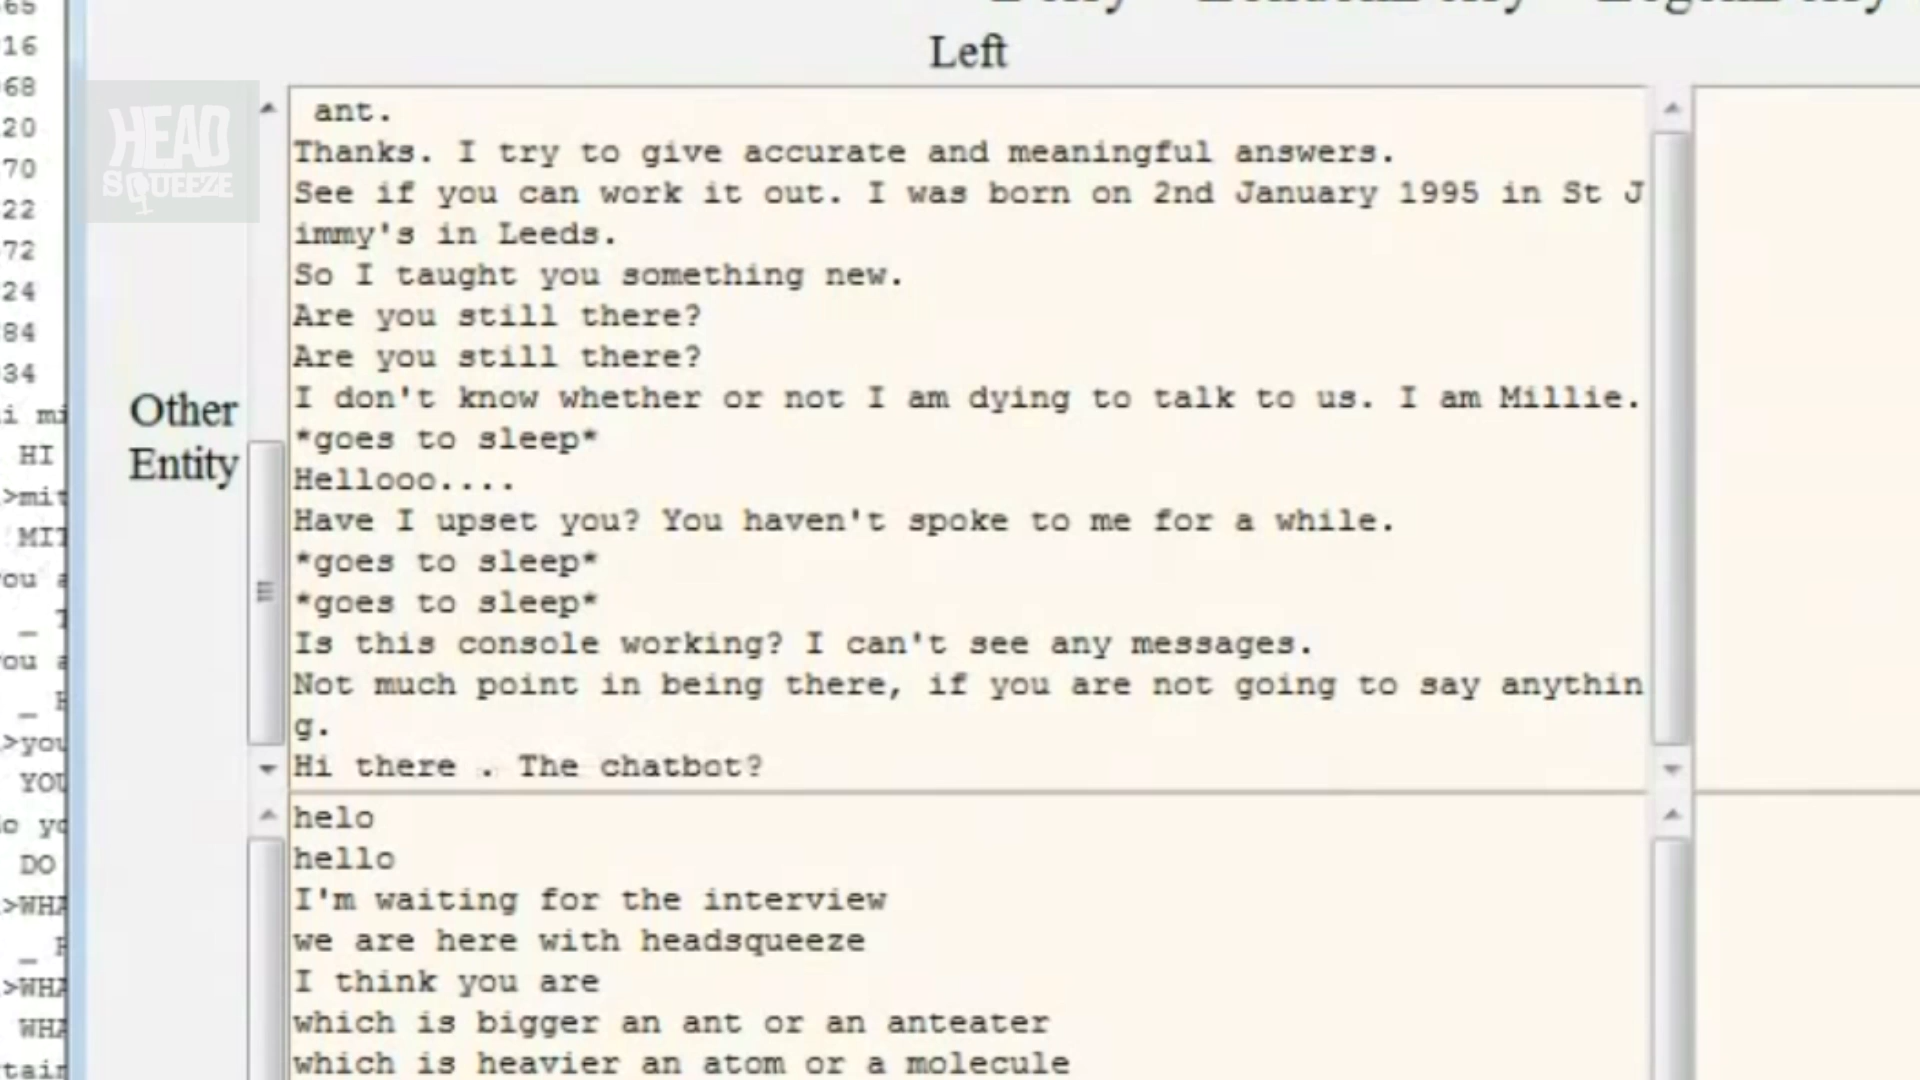 Left
HEAD
SQUEEZE
ant.
Thanks. I try to give accurate and meaningful answers.
See if you can work it out. I was born on 2nd January 1995 in St J
immy's in Leeds.
So I taught you something new.
Are you still there?
Are you still there?
I don't know whether or not I am dying to talk to us. I am Millie.
*goes to sleep*
Hellooo....
Have I upset you? You haven't spoke to me for a while.
*goes to sleep*
*goes to sleep*
Is this console working? I can't see any messages.
Not much point in being there, if you are not going to say anythin
g.
Hi there . The chatbot?
Other
Entity
helo
hello
I'm waiting for the interview
we are here with headsqueeze
I think you are
which is bigger an ant or an anteater
which is heavier an atom or a molecule
65
16
68
20
70
22
72
24
84
34
HI
DO